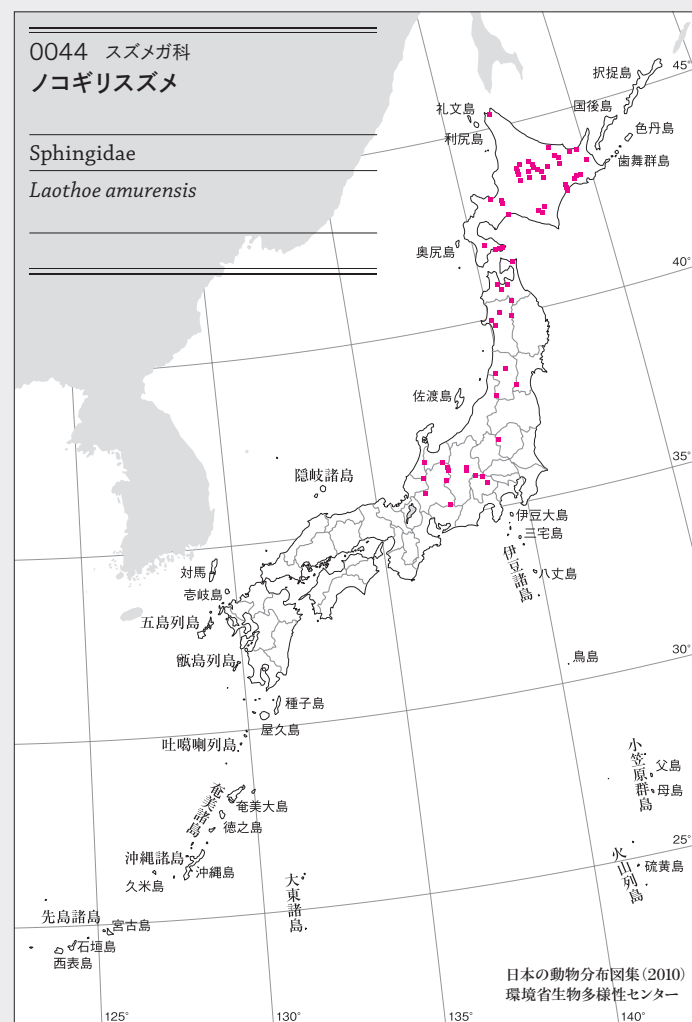 0044 スズメガ科
ノコギリスズメ
Sphingidae
Laothoe amurensis
45°
択捉島
国後島
礼文島
色丹島
利尻島
歯舞群島
奥尻島
40°
佐渡島
35°
隠岐諸島
伊豆大島
三宅島
伊豆諸島
八丈島
対馬
壱岐島
五島列島
甑島列島
鳥島
30°
種子島
屋久島
吐噶喇列島
小笠原群島
父島
母島
奄美諸島
奄美大島
徳之島
25°
沖縄諸島
沖縄島
久米島
火山列島
硫黄島
大東諸島
先島諸島
宮古島
石垣島
西表島
日本の動物分布図集(2010)
環境省生物多様性センター
125°
130°
135°
140°